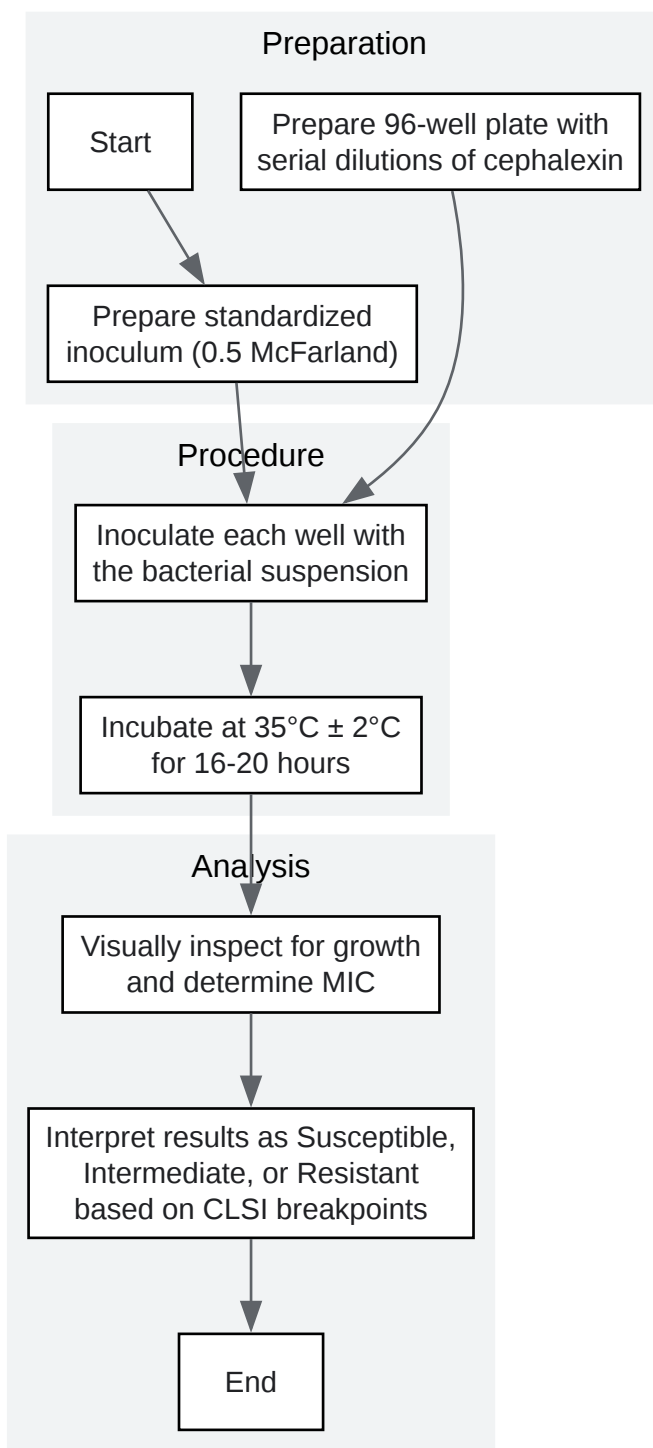 Preparation
Start
Prepare 96-well plate with
serial dilutions of cephalexin
Prepare standardized
inoculum (0.5 McFarland)
Procedure
Inoculate each well with
the bacterial suspension
Incubate at 35°C ± 2°C
for 16-20 hours
Analysis
Visually inspect for growth
and determine MIC
Interpret results as Susceptible,
Intermediate, or Resistant
based on CLSI breakpoints
End